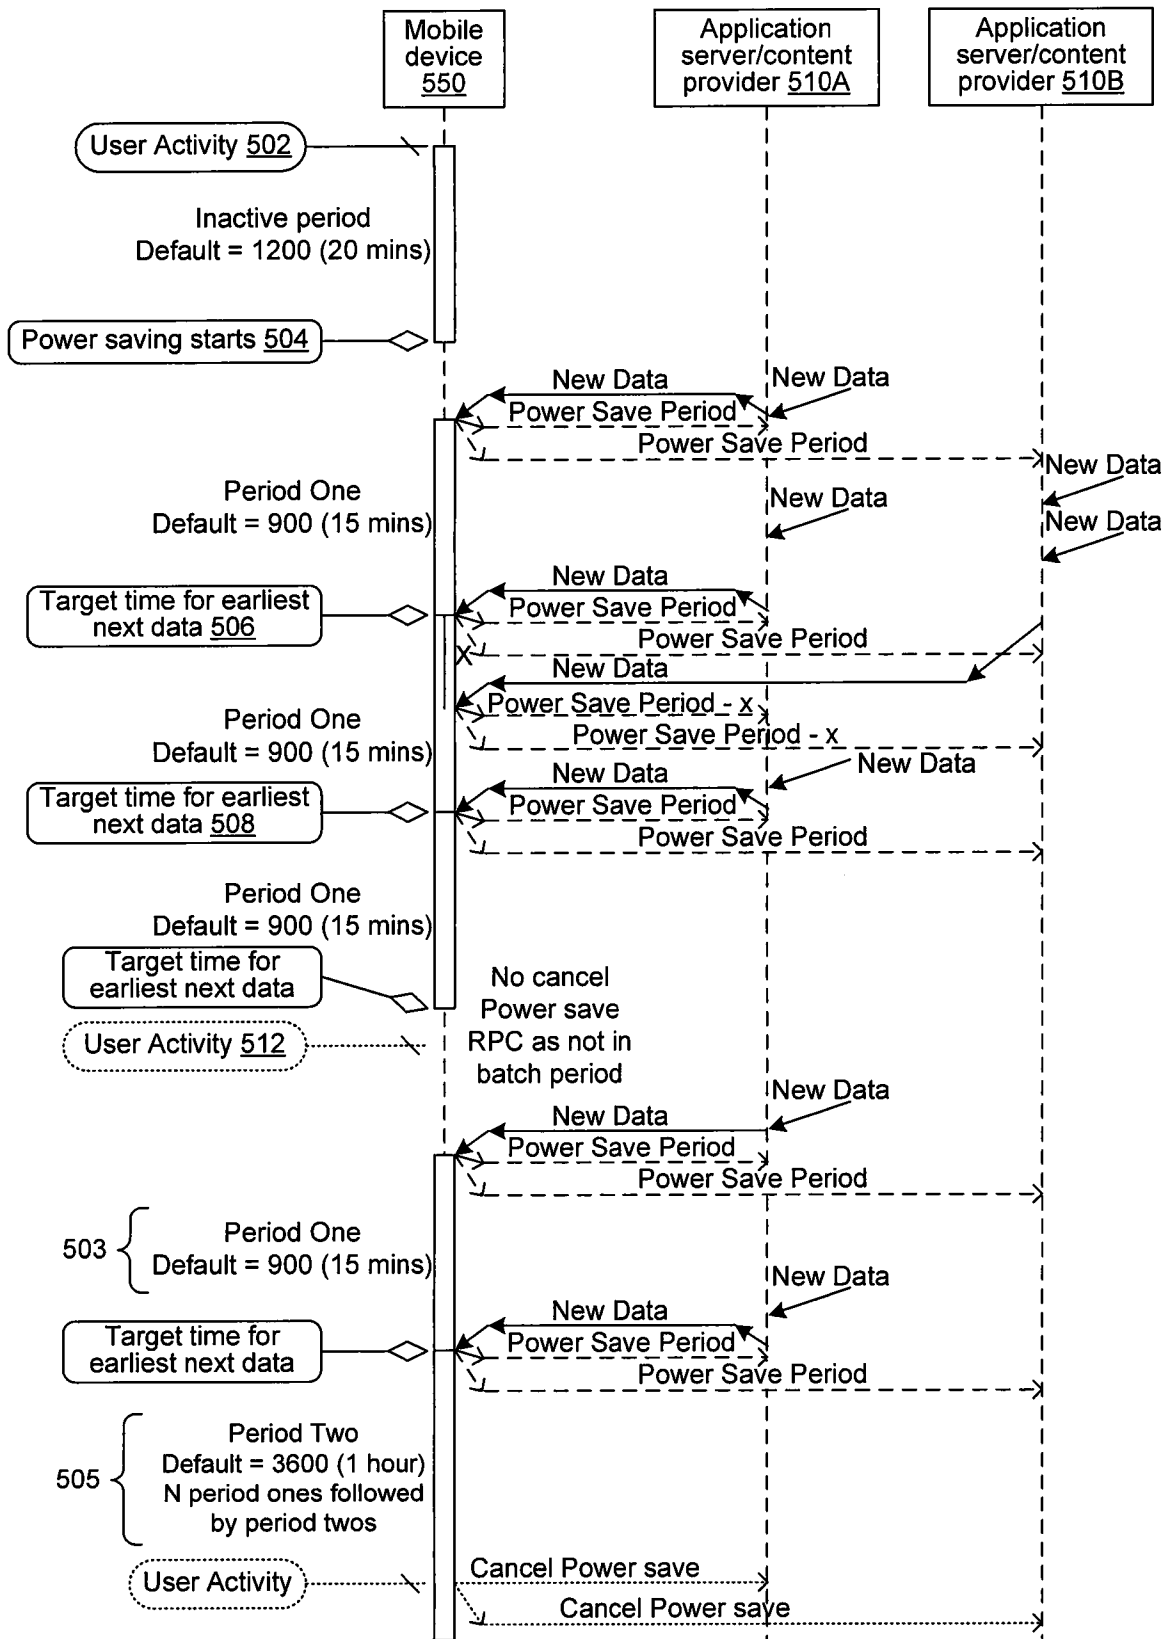 Mobile
device
550
Application
server/content
provider 510A
Application
server/content
provider 510B
User Activity 502
Inactive period
Default = 1200 (20 mins)
Power saving starts 504
New Data
New Data
Power Save Period
Power Save Period
New Data
Period One
Default = 900 (15 mins)
New Data
New Data
New Data
Target time for earliest
next data 506
Power Save Period
Power Save Period
X
New Data
Power Save Period - x
Period One
Default = 900 (15 mins)
Power Save Period - x
New Data
New Data
Target time for earliest
next data 508
Power Save Period
Power Save Period
Period One
Default = 900 (15 mins)
Target time for
earliest next data
No cancel
Power save
RPC as not in
batch period
User Activity 512
New Data
New Data
Power Save Period
Power Save Period
503
Period One
Default = 900 (15 mins)
New Data
New Data
Target time for
earliest next data
Power Save Period
Power Save Period
505
Period Two
Default = 3600 (1 hour)
N period ones followed
by period twos
User Activity
Cancel Power save
Cancel Power save